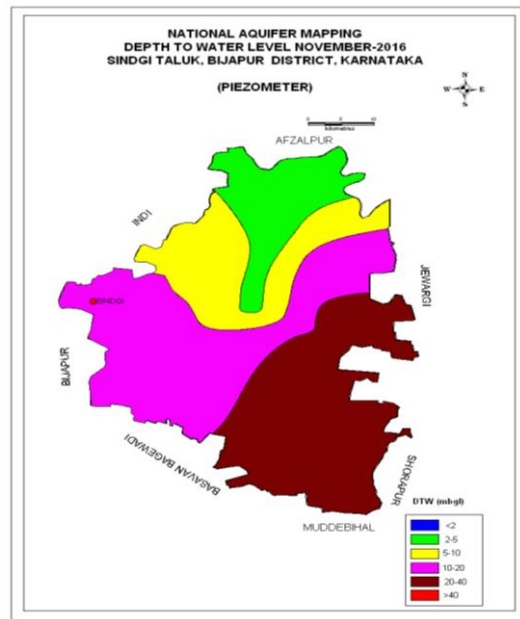 NATIONAL AQUIFER MAPPING
DEPTH TO WATER LEVEL NOVEMBER-2016
SINDGI TALUK, BIJAPUR DISTRICT, KARNATAKA
(PIEZOMETER)
N
W E
S
kilometres
AFZALPUR
INDI
JEWARGI
SINDGI
BIJAPUR
BASAVAN BAGEWADI
SHORAPUR
MUDDEBIHAL
DTW (mbgl)
<2
2-5
5-10
10-20
20-40
>40